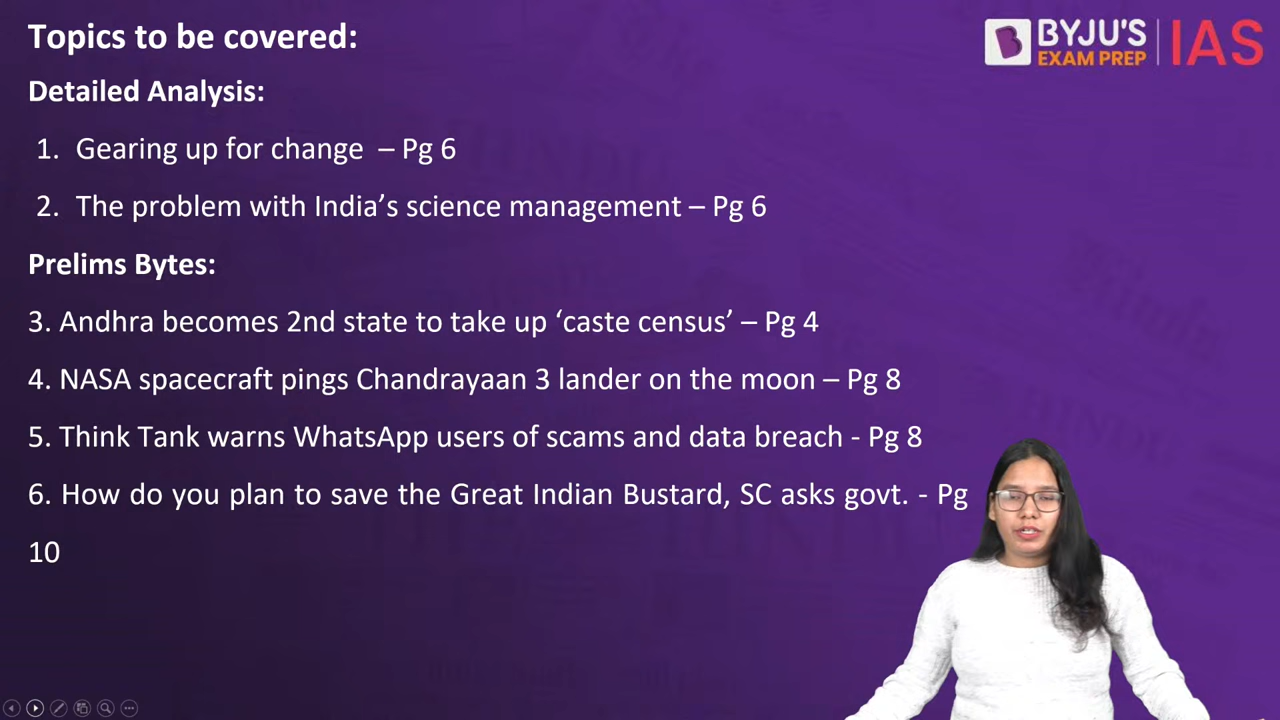 Topics to be covered:
BYJU'S
EXAM PREP
IAS
Detailed Analysis:
1. Gearing up for change – Pg 6
2. The problem with India’s science management – Pg 6
Prelims Bytes:
3. Andhra becomes 2nd state to take up ‘caste census’ – Pg 4
4. NASA spacecraft pings Chandrayaan 3 lander on the moon – Pg 8
5. Think Tank warns WhatsApp users of scams and data breach - Pg 8
6. How do you plan to save the Great Indian Bustard, SC asks govt. - Pg
10